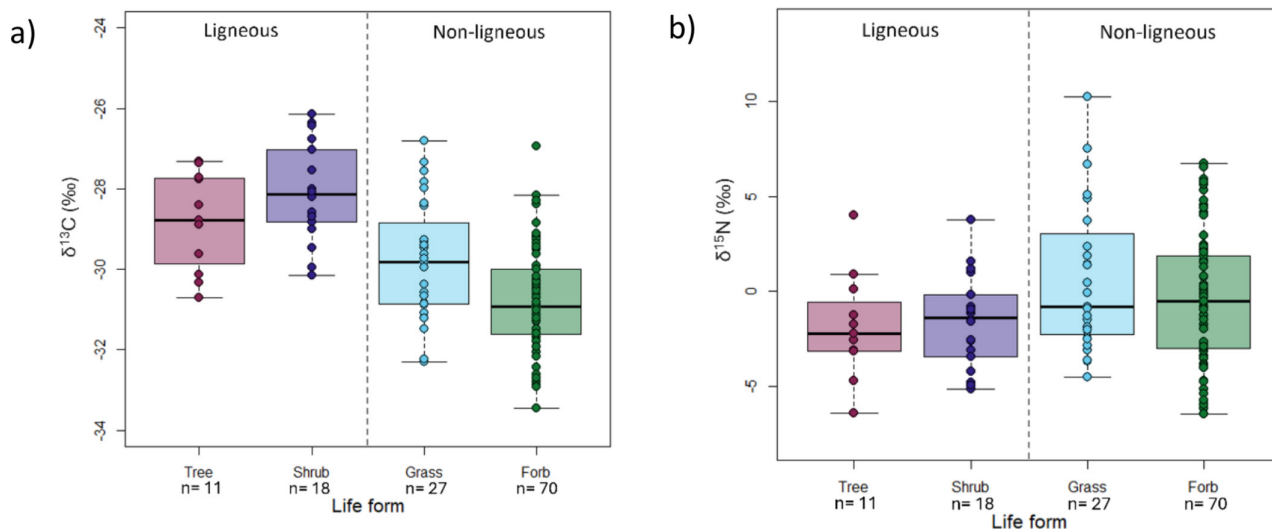 a)
Ligneous Non-ligneous
-24
-26
-28
-30
-32
-34
δ¹³C (‰)
Tree Shrub Grass Forb
n= 11 n= 18 n= 27 n= 70
Life form
b)
Ligneous Non-ligneous
10
5
0
-5
δ¹⁵N (‰)
Tree Shrub Grass Forb
n= 11 n= 18 n= 27 n= 70
Life form